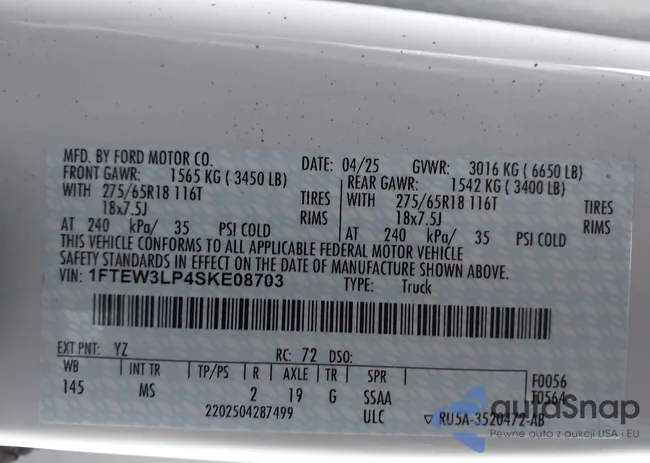 MFD. BY FORD MOTOR CO. DATE: 04/25 GVWR: 3016 KG ( 6650 LB)
FRONT GAWR: 1565 KG ( 3450 LB) REAR GAWR: 1542 KG ( 3400 LB)
WITH 275/65R18 116T TIRES WITH 275/65R18 116T TIRES
18x7.5J RIMS 18x7.5J RIMS
AT 240 kPa/ 35 PSI COLD AT 240 kPa/ 35 PSI COLD
THIS VEHICLE CONFORMS TO ALL APPLICABLE FEDERAL MOTOR VEHICLE
SAFETY STANDARDS IN EFFECT ON THE DATE OF MANUFACTURE SHOWN ABOVE.
VIN: 1FTEW3LP4SKE08703 TYPE: Truck
EXT PNT: YZ RC: 72 DSO:
WB INT TR TP/PS R AXLE TR SPR F0056
145 MS 2 19 G SSAA T0564
2202504287499 ULC ▽ RU5A-3520472-AB
autoSnap
Pewne auta z aukcji USA i EU